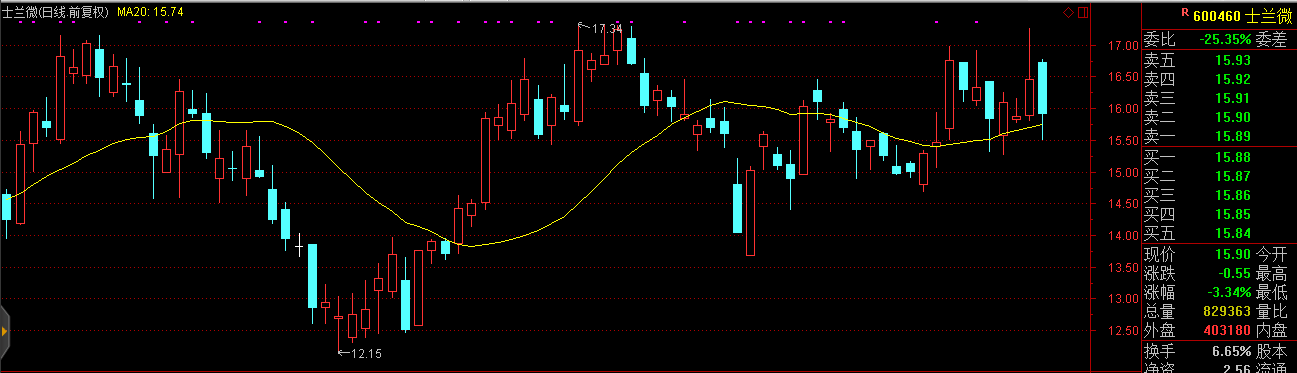 士兰微(日线.前复权) MA20: 15.74
17.34
12.15
17.00
16.50
16.00
15.50
15.00
14.50
14.00
13.50
13.00
12.50
R 600460 士兰微
委比 -25.35% 委差
卖五 15.93
卖四 15.92
卖三 15.91
卖二 15.90
卖一 15.89
买一 15.88
买二 15.87
买三 15.86
买四 15.85
买五 15.84
现价 15.90 今开
涨跌 -0.55 最高
涨幅 -3.34% 最低
总量 829363 量比
外盘 403180 内盘
换手 6.65% 股本
净资 2.56 流通